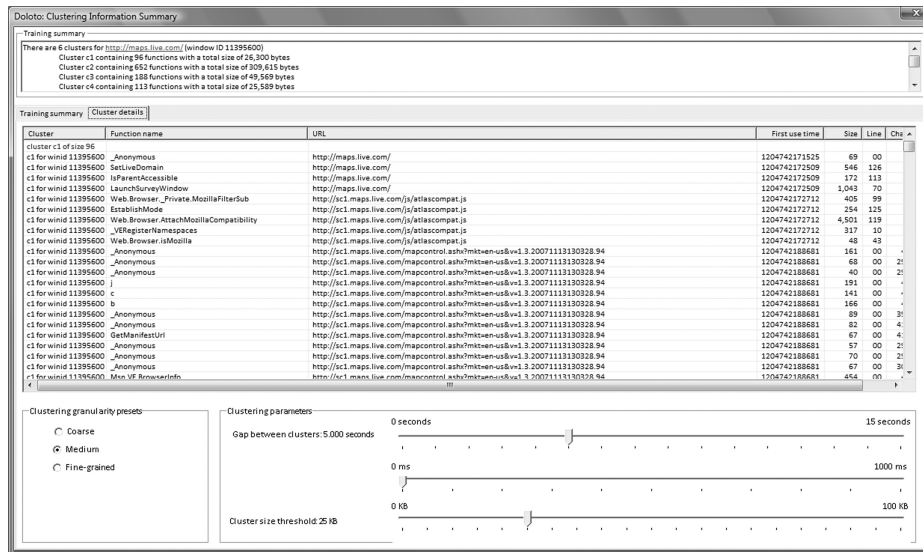 Doloto: Clustering Information Summary
Training summary
There are 6 clusters for http://maps.live.com/ (window ID 11395600)
Cluster c1 containing 96 functions with a total size of 26,300 bytes
Cluster c2 containing 652 functions with a total size of 309,615 bytes
Cluster c3 containing 188 functions with a total size of 49,569 bytes
Cluster c4 containing 113 functions with a total size of 25,589 bytes
Training summary Cluster details
Cluster Function name URL First use time Size Line Cha
cluster c1 of size 96
c1 for winid 11395600 _Anonymous http://maps.live.com/ 1204742171525 69 00
c1 for winid 11395600 SetLiveDomain http://maps.live.com/ 1204742172509 546 126
c1 for winid 11395600 IsParentAccessible http://maps.live.com/ 1204742172509 172 113
c1 for winid 11395600 LaunchSurveyWindow http://maps.live.com/ 1204742172509 1,043 70
c1 for winid 11395600 Web.Browser._Private.MozillaFilterSub http://sc1.maps.live.com/js/atlascompat.js 1204742172712 405 99
c1 for winid 11395600 EstablishMode http://sc1.maps.live.com/js/atlascompat.js 1204742172712 254 125
c1 for winid 11395600 Web.Browser.AttachMozillaCompatibility http://sc1.maps.live.com/js/atlascompat.js 1204742172712 4,501 119
c1 for winid 11395600 _VERegisterNamespaces http://sc1.maps.live.com/js/atlascompat.js 1204742172712 317 10
c1 for winid 11395600 Web.Browser.isMozilla http://sc1.maps.live.com/js/atlascompat.js 1204742172712 48 43
c1 for winid 11395600 _Anonymous http://sc1.maps.live.com/mapcontrol.ashx?mkt=en-us&v=1.3.20071113130328.94 1204742188681 161 00
c1 for winid 11395600 _Anonymous http://sc1.maps.live.com/mapcontrol.ashx?mkt=en-us&v=1.3.20071113130328.94 1204742188681 68 00
c1 for winid 11395600 _Anonymous http://sc1.maps.live.com/mapcontrol.ashx?mkt=en-us&v=1.3.20071113130328.94 1204742188681 40 00
c1 for winid 11395600 j http://sc1.maps.live.com/mapcontrol.ashx?mkt=en-us&v=1.3.20071113130328.94 1204742188681 191 00
c1 for winid 11395600 c http://sc1.maps.live.com/mapcontrol.ashx?mkt=en-us&v=1.3.20071113130328.94 1204742188681 141 00
c1 for winid 11395600 b http://sc1.maps.live.com/mapcontrol.ashx?mkt=en-us&v=1.3.20071113130328.94 1204742188681 166 00
c1 for winid 11395600 _Anonymous http://sc1.maps.live.com/mapcontrol.ashx?mkt=en-us&v=1.3.20071113130328.94 1204742188681 89 00
c1 for winid 11395600 _Anonymous http://sc1.maps.live.com/mapcontrol.ashx?mkt=en-us&v=1.3.20071113130328.94 1204742188681 82 00
c1 for winid 11395600 GetManifestUrl http://sc1.maps.live.com/mapcontrol.ashx?mkt=en-us&v=1.3.20071113130328.94 1204742188681 67 00
c1 for winid 11395600 _Anonymous http://sc1.maps.live.com/mapcontrol.ashx?mkt=en-us&v=1.3.20071113130328.94 1204742188681 57 00
c1 for winid 11395600 _Anonymous http://sc1.maps.live.com/mapcontrol.ashx?mkt=en-us&v=1.3.20071113130328.94 1204742188681 70 00
c1 for winid 11395600 _Anonymous http://sc1.maps.live.com/mapcontrol.ashx?mkt=en-us&v=1.3.20071113130328.94 1204742188681 67 00
c1 for winid 11395600 Msn.VE.BrowserInfo http://sc1.maps.live.com/mapcontrol.ashx?mkt=en-us&v=1.3.20071113130328.94 1204742188681 454 00
Clustering granularity presets
Coarse
Medium
Fine-grained
Clustering parameters
0 seconds 15 seconds
Gap between clusters: 5.000 seconds
0 ms 1000 ms
0 KB 100 KB
Cluster size threshold: 25 KB